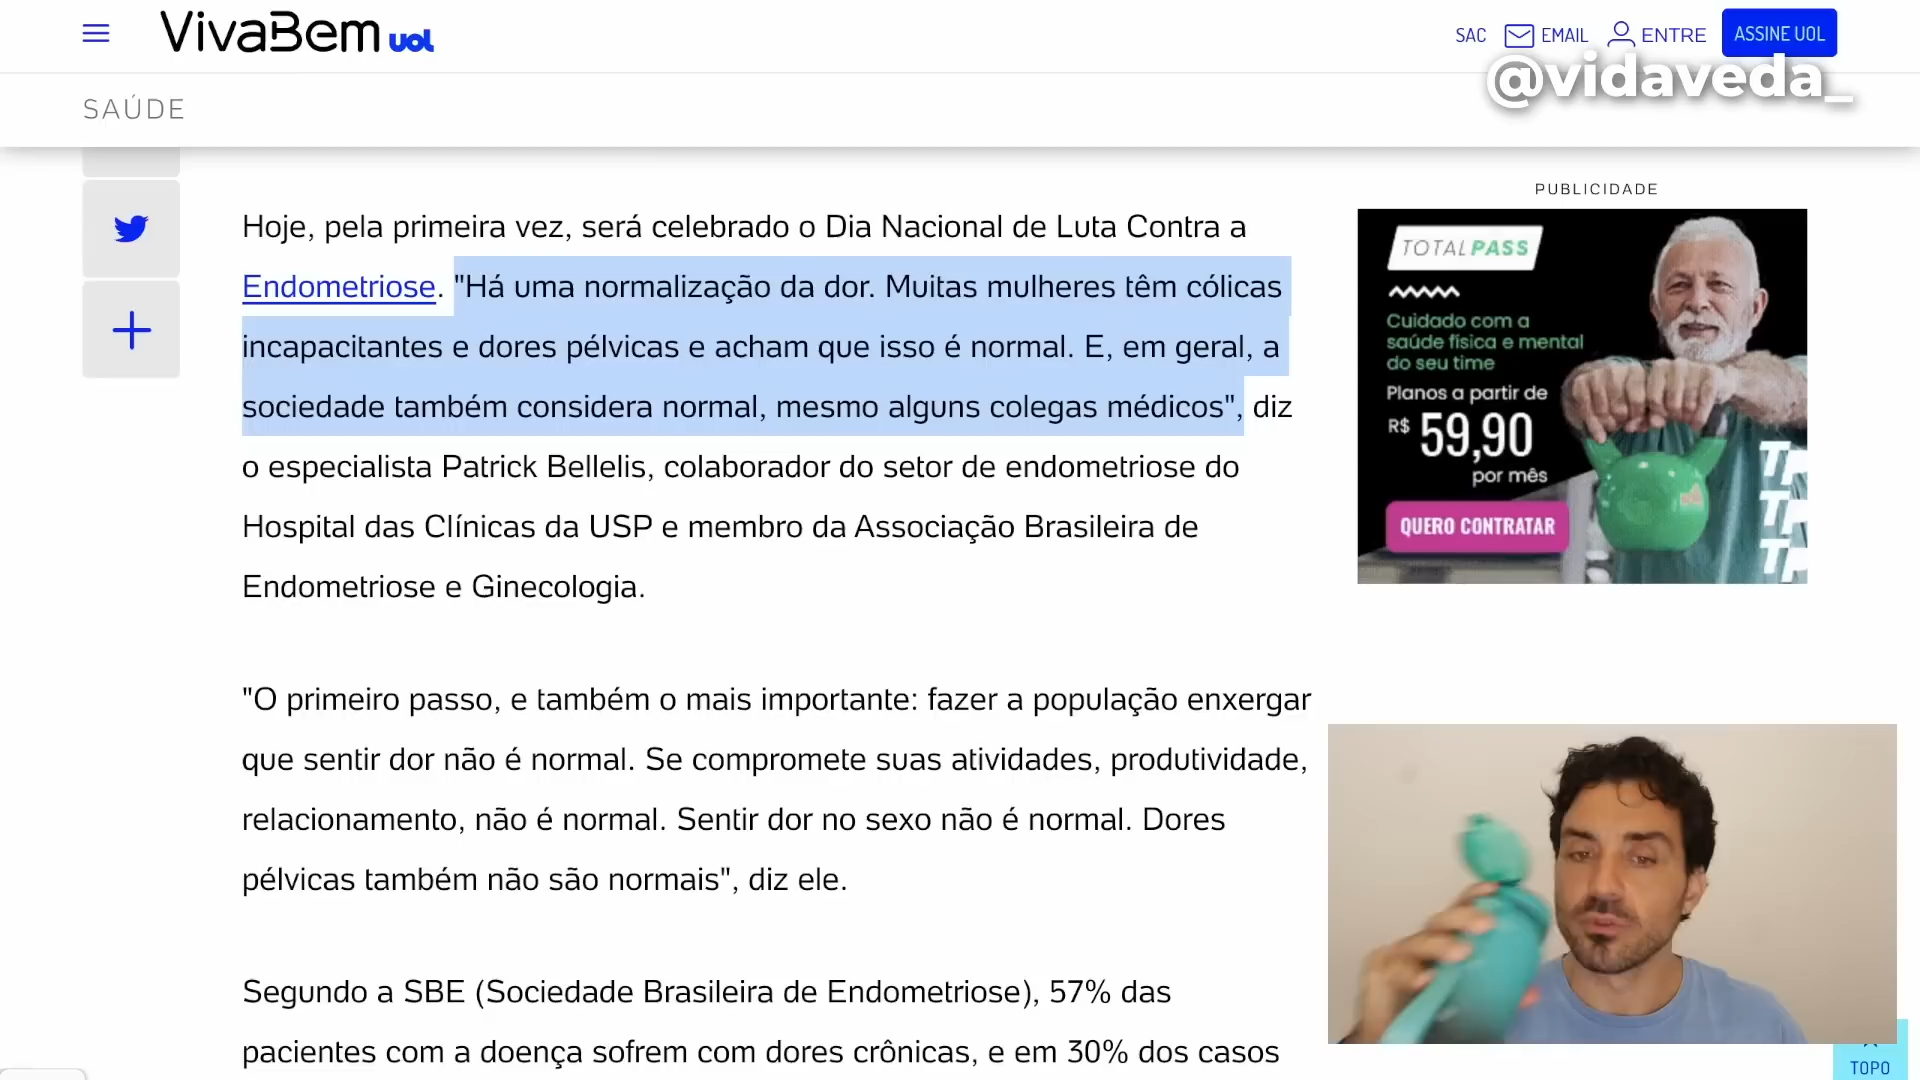 VivaBem uol
SAC EMAIL ENTRE ASSINE UOL
@vidaveda_
SAÚDE
PUBLICIDADE
Hoje, pela primeira vez, será celebrado o Dia Nacional de Luta Contra a
Endometriose. "Há uma normalização da dor. Muitas mulheres têm cólicas
incapacitantes e dores pélvicas e acham que isso é normal. E, em geral, a
sociedade também considera normal, mesmo alguns colegas médicos", diz
o especialista Patrick Bellelis, colaborador do setor de endometriose do
Hospital das Clínicas da USP e membro da Associação Brasileira de
Endometriose e Ginecologia.
"O primeiro passo, e também o mais importante: fazer a população enxergar
que sentir dor não é normal. Se compromete suas atividades, produtividade,
relacionamento, não é normal. Sentir dor no sexo não é normal. Dores
pélvicas também não são normais", diz ele.
Segundo a SBE (Sociedade Brasileira de Endometriose), 57% das
pacientes com a doença sofrem com dores crônicas, e em 30% dos casos
TOTALPASS
Cuidado com a
saúde física e mental
do seu time
Planos a partir de
R$ 59,90
por mês
QUERO CONTRATAR
TOPO